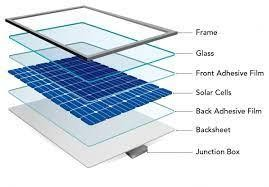 Frame
Glass
Front Adhesive Film
Solar Cells
Back Adhesive Film
Backsheet
Junction Box